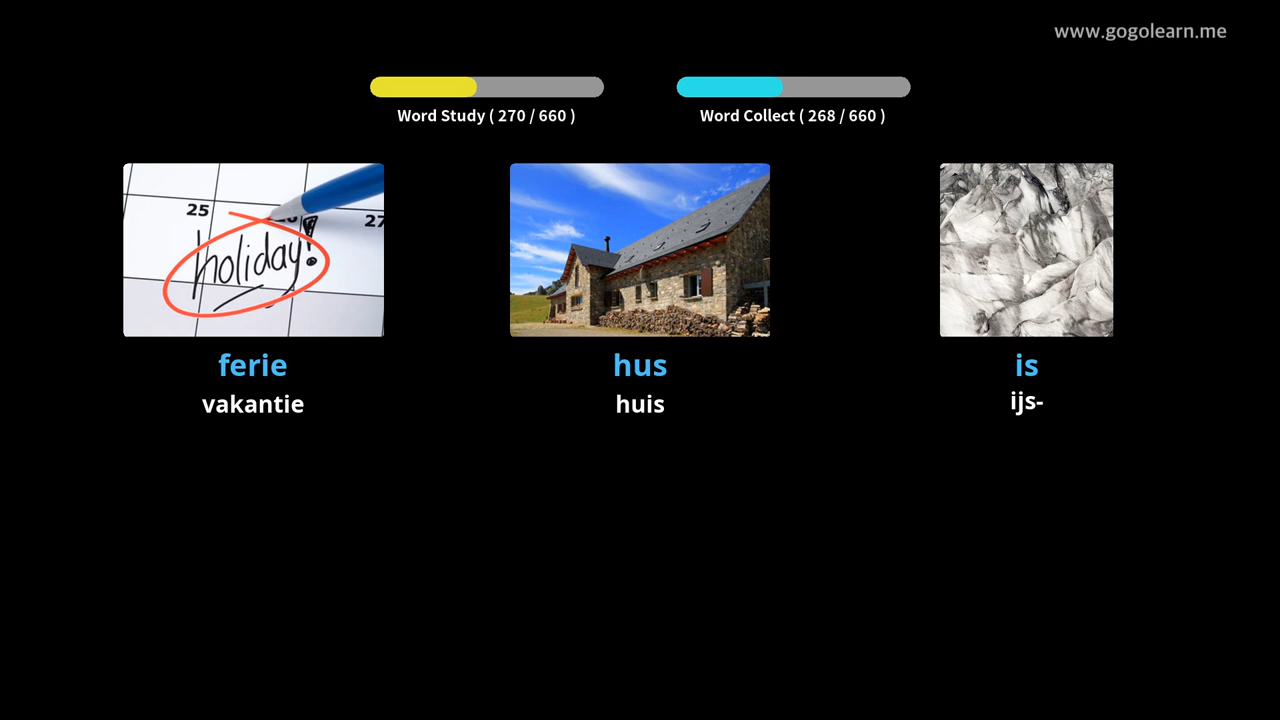 www.gogolearn.me
Word Study ( 270 / 660 )
Word Collect ( 268 / 660 )
25
27
holiday!
ferie
hus
is
vakantie
huis
ijs-